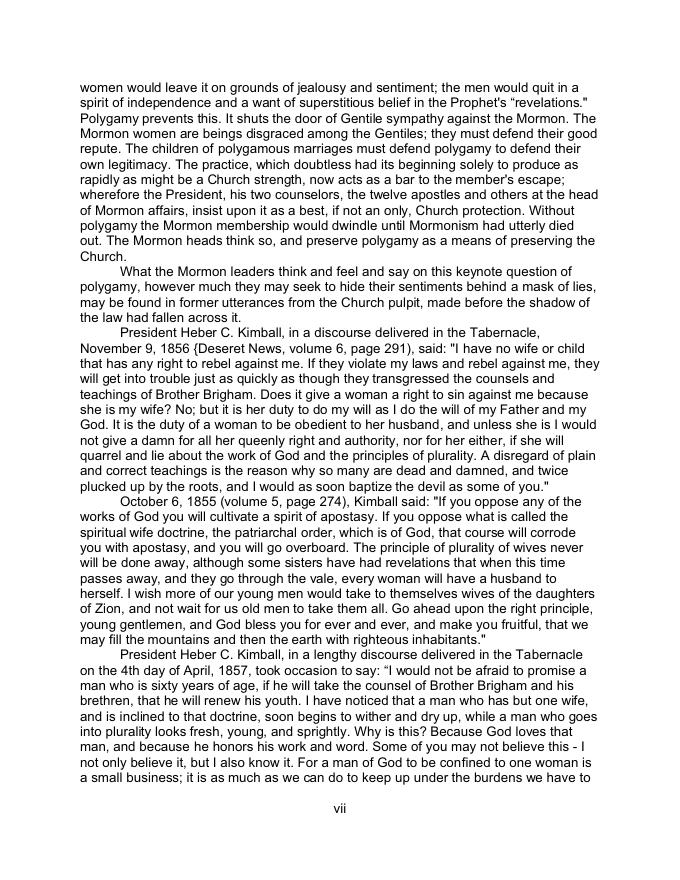 women would leave it on grounds of jealousy and sentiment; the men would quit in a
spirit of independence and a want of superstitious belief in the Prophet's “revelations."
Polygamy prevents this. It shuts the door of Gentile sympathy against the Mormon. The
Mormon women are beings disgraced among the Gentiles; they must defend their good
repute. The children of polygamous marriages must defend polygamy to defend their
own legitimacy. The practice, which doubtless had its beginning solely to produce as
rapidly as might be a Church strength, now acts as a bar to the member's escape;
wherefore the President, his two counselors, the twelve apostles and others at the head
of Mormon affairs, insist upon it as a best, if not an only, Church protection. Without
polygamy the Mormon membership would dwindle until Mormonism had utterly died
out. The Mormon heads think so, and preserve polygamy as a means of preserving the
Church.
What the Mormon leaders think and feel and say on this keynote question of
polygamy, however much they may seek to hide their sentiments behind a mask of lies,
may be found in former utterances from the Church pulpit, made before the shadow of
the law had fallen across it.
President Heber C. Kimball, in a discourse delivered in the Tabernacle,
November 9, 1856 {Deseret News, volume 6, page 291), said: "I have no wife or child
that has any right to rebel against me. If they violate my laws and rebel against me, they
will get into trouble just as quickly as though they transgressed the counsels and
teachings of Brother Brigham. Does it give a woman a right to sin against me because
she is my wife? No; but it is her duty to do my will as I do the will of my Father and my
God. It is the duty of a woman to be obedient to her husband, and unless she is I would
not give a damn for all her queenly right and authority, nor for her either, if she will
quarrel and lie about the work of God and the principles of plurality. A disregard of plain
and correct teachings is the reason why so many are dead and damned, and twice
plucked up by the roots, and I would as soon baptize the devil as some of you."
October 6, 1855 (volume 5, page 274), Kimball said: "If you oppose any of the
works of God you will cultivate a spirit of apostasy. If you oppose what is called the
spiritual wife doctrine, the patriarchal order, which is of God, that course will corrode
you with apostasy, and you will go overboard. The principle of plurality of wives never
will be done away, although some sisters have had revelations that when this time
passes away, and they go through the vale, every woman will have a husband to
herself. I wish more of our young men would take to themselves wives of the daughters
of Zion, and not wait for us old men to take them all. Go ahead upon the right principle,
young gentlemen, and God bless you for ever and ever, and make you fruitful, that we
may fill the mountains and then the earth with righteous inhabitants."
President Heber C. Kimball, in a lengthy discourse delivered in the Tabernacle
on the 4th day of April, 1857, took occasion to say: “I would not be afraid to promise a
man who is sixty years of age, if he will take the counsel of Brother Brigham and his
brethren, that he will renew his youth. I have noticed that a man who has but one wife,
and is inclined to that doctrine, soon begins to wither and dry up, while a man who goes
into plurality looks fresh, young, and sprightly. Why is this? Because God loves that
man, and because he honors his work and word. Some of you may not believe this - I
not only believe it, but I also know it. For a man of God to be confined to one woman is
a small business; it is as much as we can do to keep up under the burdens we have to
vii